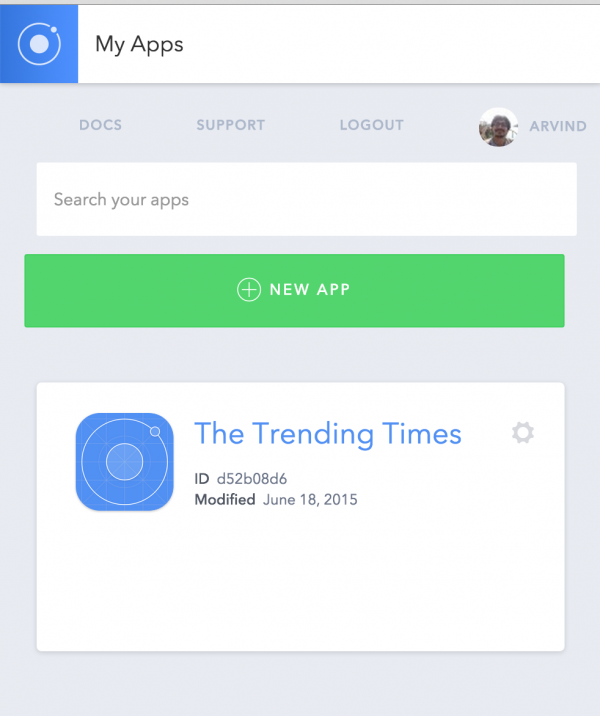 My Apps
DOCS SUPPORT LOGOUT ARVIND
Search your apps
NEW APP
The Trending Times
ID d52b08d6
Modified June 18, 2015